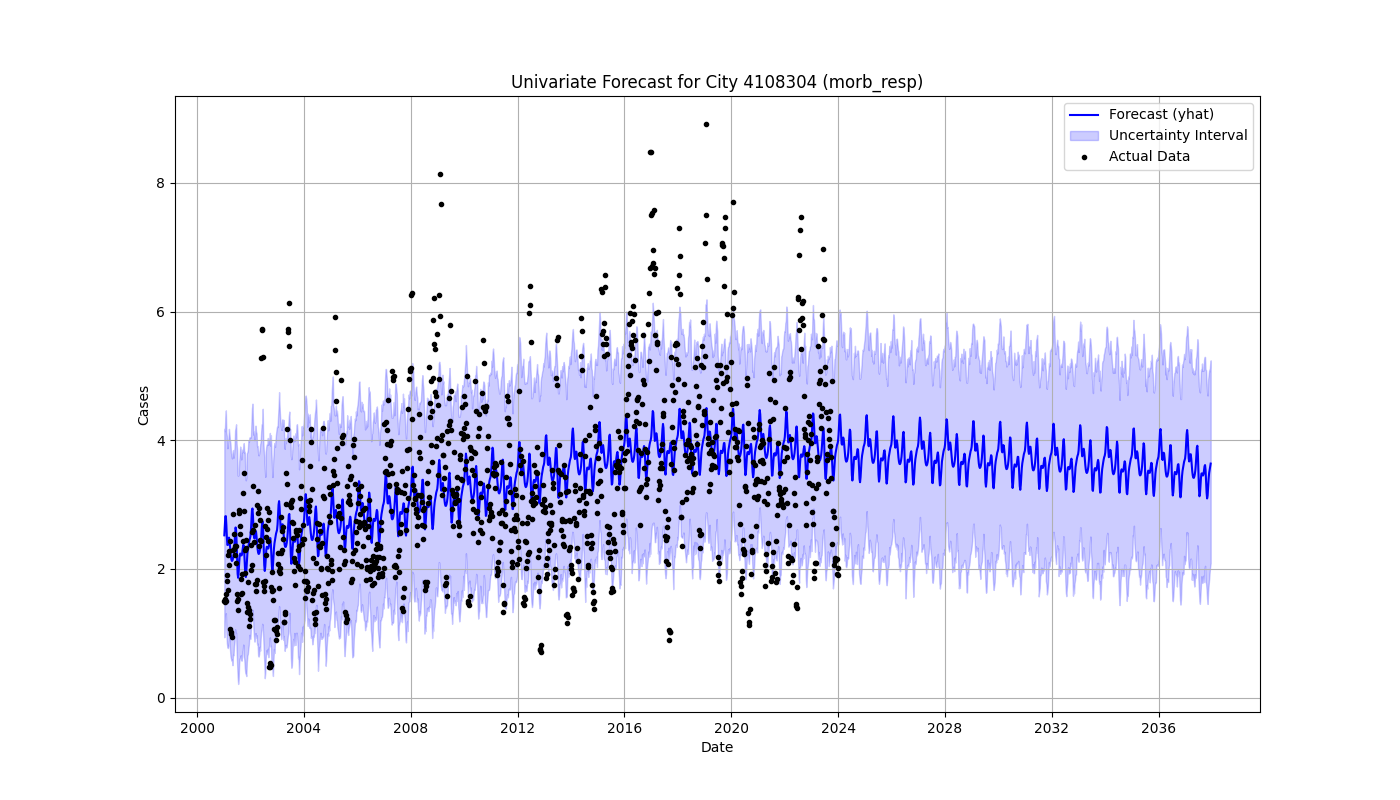 Univariate Forecast for City 4108304 (morb_resp)
Forecast (yhat)
Uncertainty Interval
Actual Data
Cases
8
6
4
2
0
2000 2004 2008 2012 2016 2020 2024 2028 2032 2036
Date